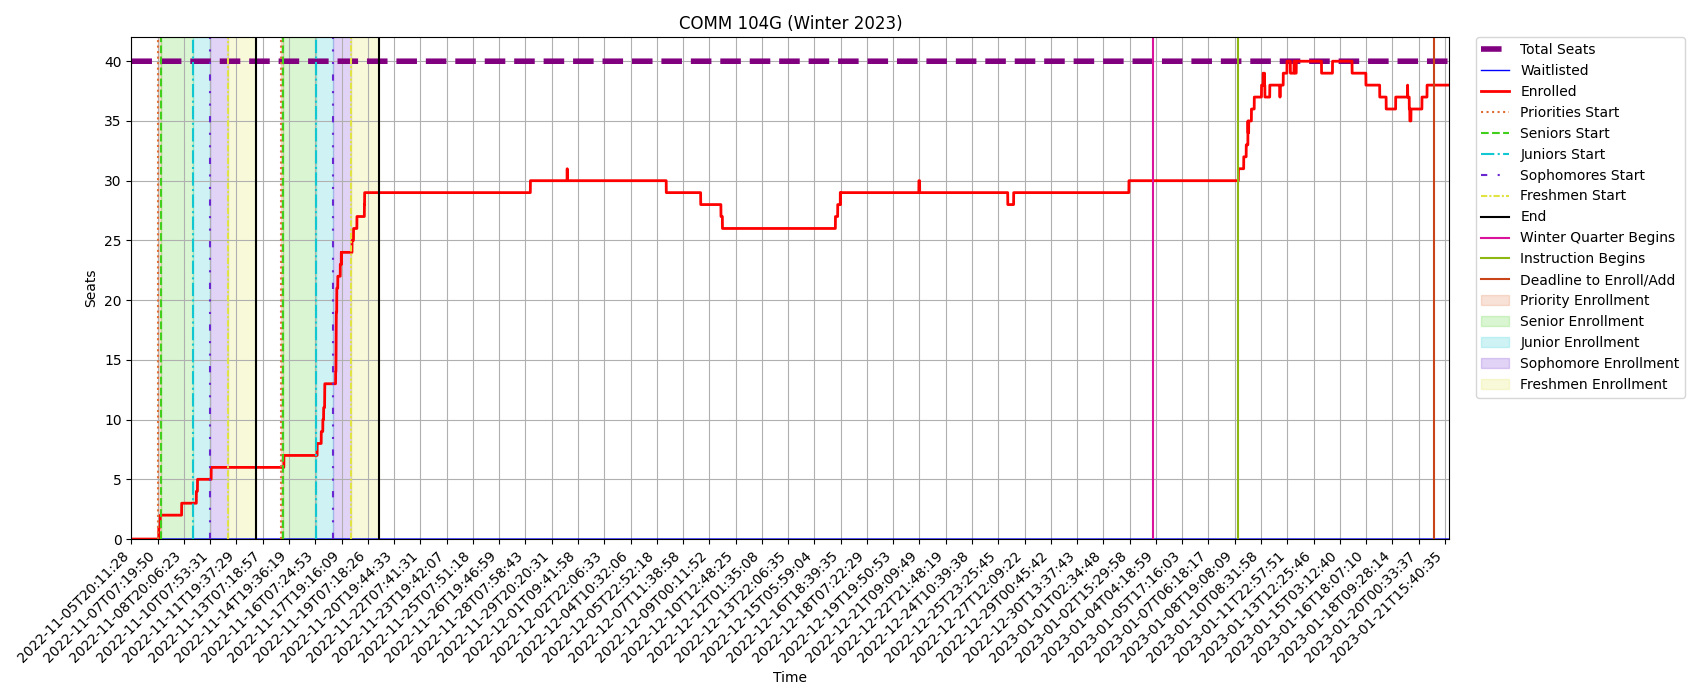 COMM 104G (Winter 2023)
Seats
40
35
30
25
20
15
10
5
0
2022-11-05T20:11:28
2022-11-07T07:19:50
2022-11-08T20:06:23
2022-11-10T07:53:31
2022-11-11T19:37:29
2022-11-13T07:18:57
2022-11-14T19:36:19
2022-11-16T07:24:53
2022-11-17T19:16:09
2022-11-19T07:18:26
2022-11-20T19:44:33
2022-11-22T07:41:31
2022-11-23T19:42:07
2022-11-25T07:51:18
2022-11-26T19:46:59
2022-11-28T07:58:43
2022-11-29T20:20:31
2022-12-01T09:41:58
2022-12-02T22:06:33
2022-12-04T10:32:06
2022-12-05T22:52:18
2022-12-07T11:38:58
2022-12-09T00:11:52
2022-12-10T12:48:25
2022-12-12T01:35:08
2022-12-13T22:06:35
2022-12-15T05:59:04
2022-12-16T18:39:35
2022-12-18T07:22:29
2022-12-19T19:50:53
2022-12-21T09:09:49
2022-12-22T21:48:19
2022-12-24T10:39:38
2022-12-25T23:25:45
2022-12-27T12:09:22
2022-12-29T00:45:42
2022-12-30T13:37:43
2023-01-01T02:34:48
2023-01-02T15:29:58
2023-01-04T04:18:59
2023-01-05T17:16:03
2023-01-07T06:18:17
2023-01-08T19:08:09
2023-01-10T08:31:58
2023-01-11T22:57:51
2023-01-13T13:25:46
2023-01-15T03:12:40
2023-01-16T18:07:10
2023-01-18T09:28:14
2023-01-20T00:33:37
2023-01-21T15:40:35
Time
Total Seats
Waitlisted
Enrolled
Priorities Start
Seniors Start
Juniors Start
Sophomores Start
Freshmen Start
End
Winter Quarter Begins
Instruction Begins
Deadline to Enroll/Add
Priority Enrollment
Senior Enrollment
Junior Enrollment
Sophomore Enrollment
Freshmen Enrollment